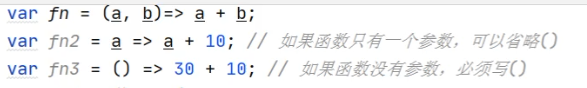 var fn = (a, b)=> a + b;
var fn2 = a => a + 10; // 如果函数只有一个参数，可以省略()
var fn3 = () => 30 + 10; // 如果函数没有参数，必须写()